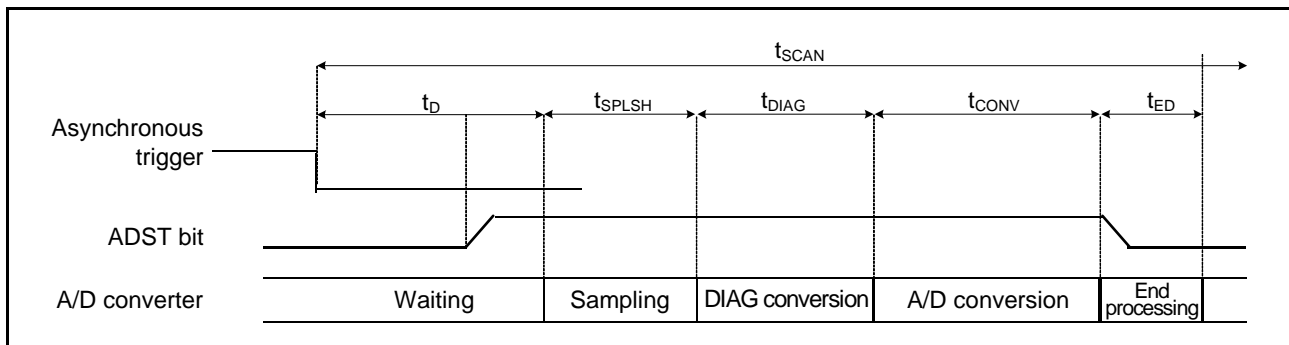 tSCAN
tD tSPLSH tDIAG tCONV tED
Asynchronous
trigger
ADST bit
A/D converter Waiting Sampling DIAG conversion A/D conversion End
processing